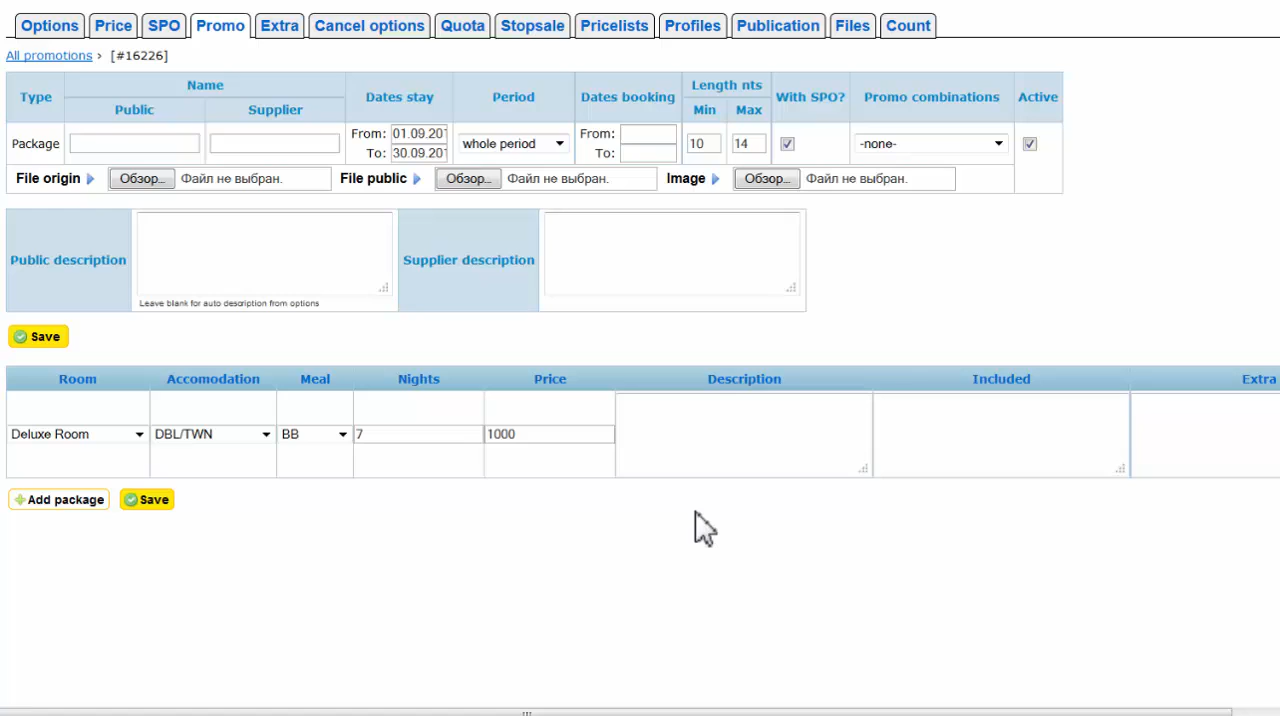 Options Price SPO Promo Extra Cancel options Quota Stopsale Pricelists Profiles Publication Files Count
All promotions › [#16226]
Type Name Dates stay Period Dates booking Length nts With SPO? Promo combinations Active
Public Supplier Min Max
Package From: 01.09.201 To: 30.09.201 whole period From: To: 10 14 -none-
File origin Обзор... Файл не выбран. File public Обзор... Файл не выбран. Image Обзор... Файл не выбран.
Public description Supplier description
Leave blank for auto description from options
Save
Room Accomodation Meal Nights Price Description Included Extra
Deluxe Room DBL/TWN BB 7 1000
Add package Save